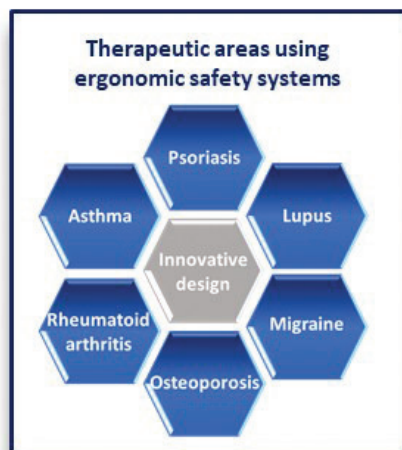 Therapeutic areas using
ergonomic safety systems
Psoriasis
Asthma
Lupus
Innovative
design
Rheumatoid
arthritis
Migraine
Osteoporosis